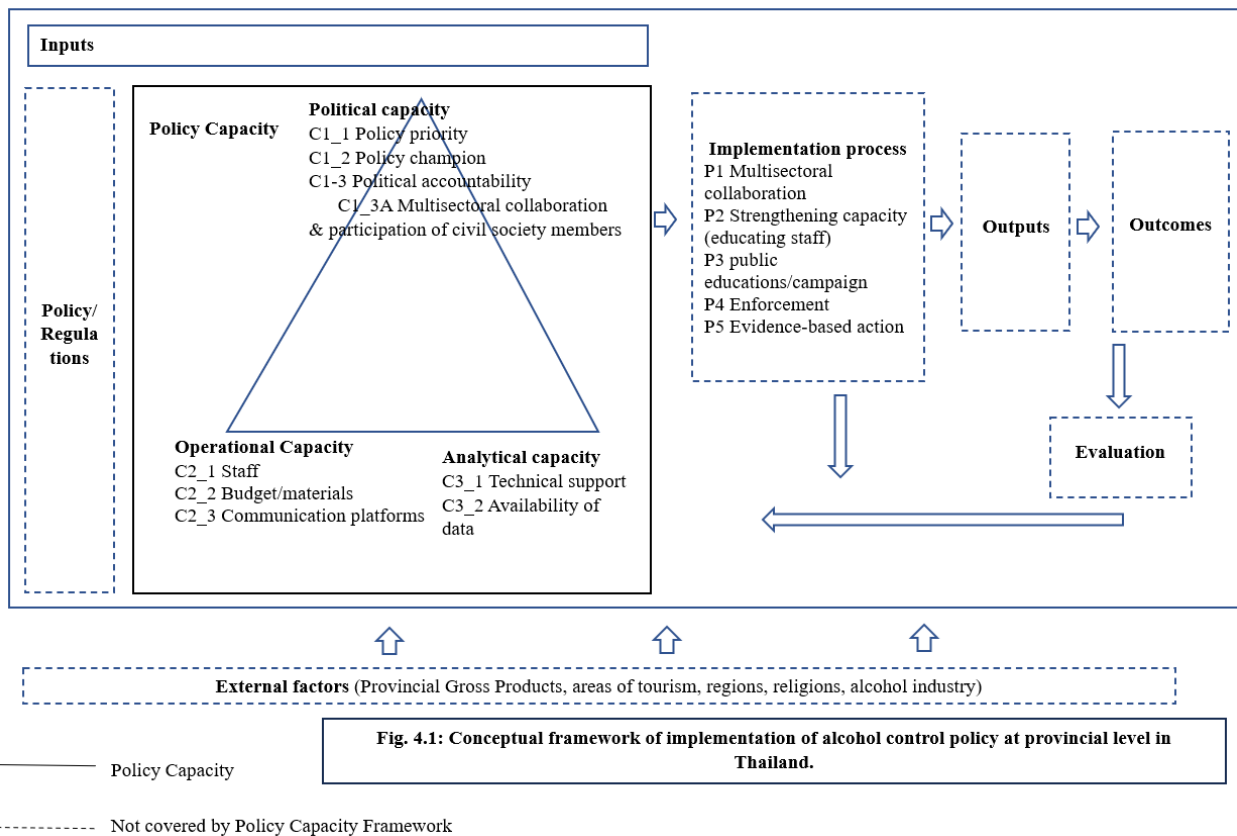 Inputs
Policy/
Regula
tions
Policy Capacity
Political capacity
C1_1 Policy priority
C1_2 Policy champion
C1-3 Political accountability
C1_3A Multisectoral collaboration
& participation of civil society members
Operational Capacity
C2_1 Staff
C2_2 Budget/materials
C2_3 Communication platforms
Analytical capacity
C3_1 Technical support
C3_2 Availability of
data
Implementation process
P1 Multisectoral
collaboration
P2 Strengthening capacity
(educating staff)
P3 public
educations/campaign
P4 Enforcement
P5 Evidence-based action
Outputs
Outcomes
Evaluation
External factors (Provincial Gross Products, areas of tourism, regions, religions, alcohol industry)
Fig. 4.1: Conceptual framework of implementation of alcohol control policy at provincial level in
Thailand.
Policy Capacity
Not covered by Policy Capacity Framework